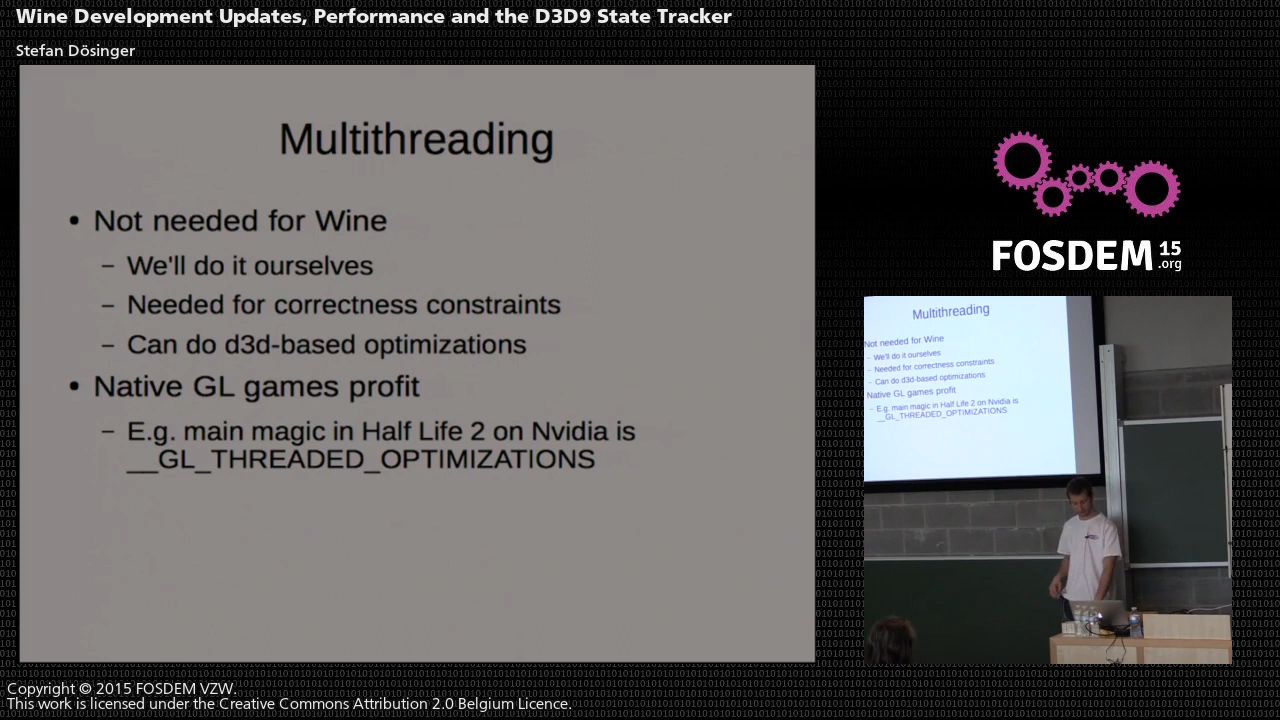 Wine Development Updates, Performance and the D3D9 State Tracker
Stefan Dösinger
Multithreading
• Not needed for Wine
– We'll do it ourselves
– Needed for correctness constraints
– Can do d3d-based optimizations
• Native GL games profit
– E.g. main magic in Half Life 2 on Nvidia is
__GL_THREADED_OPTIMIZATIONS
FOSDEM 15
.org
Multithreading
Not needed for Wine
– We'll do it ourselves
– Needed for correctness constraints
– Can do d3d-based optimizations
Native GL games profit
– E.g. main magic in Half Life 2 on Nvidia is
__GL_THREADED_OPTIMIZATIONS
Copyright © 2015 FOSDEM VZW.
This work is licensed under the Creative Commons Attribution 2.0 Belgium Licence.